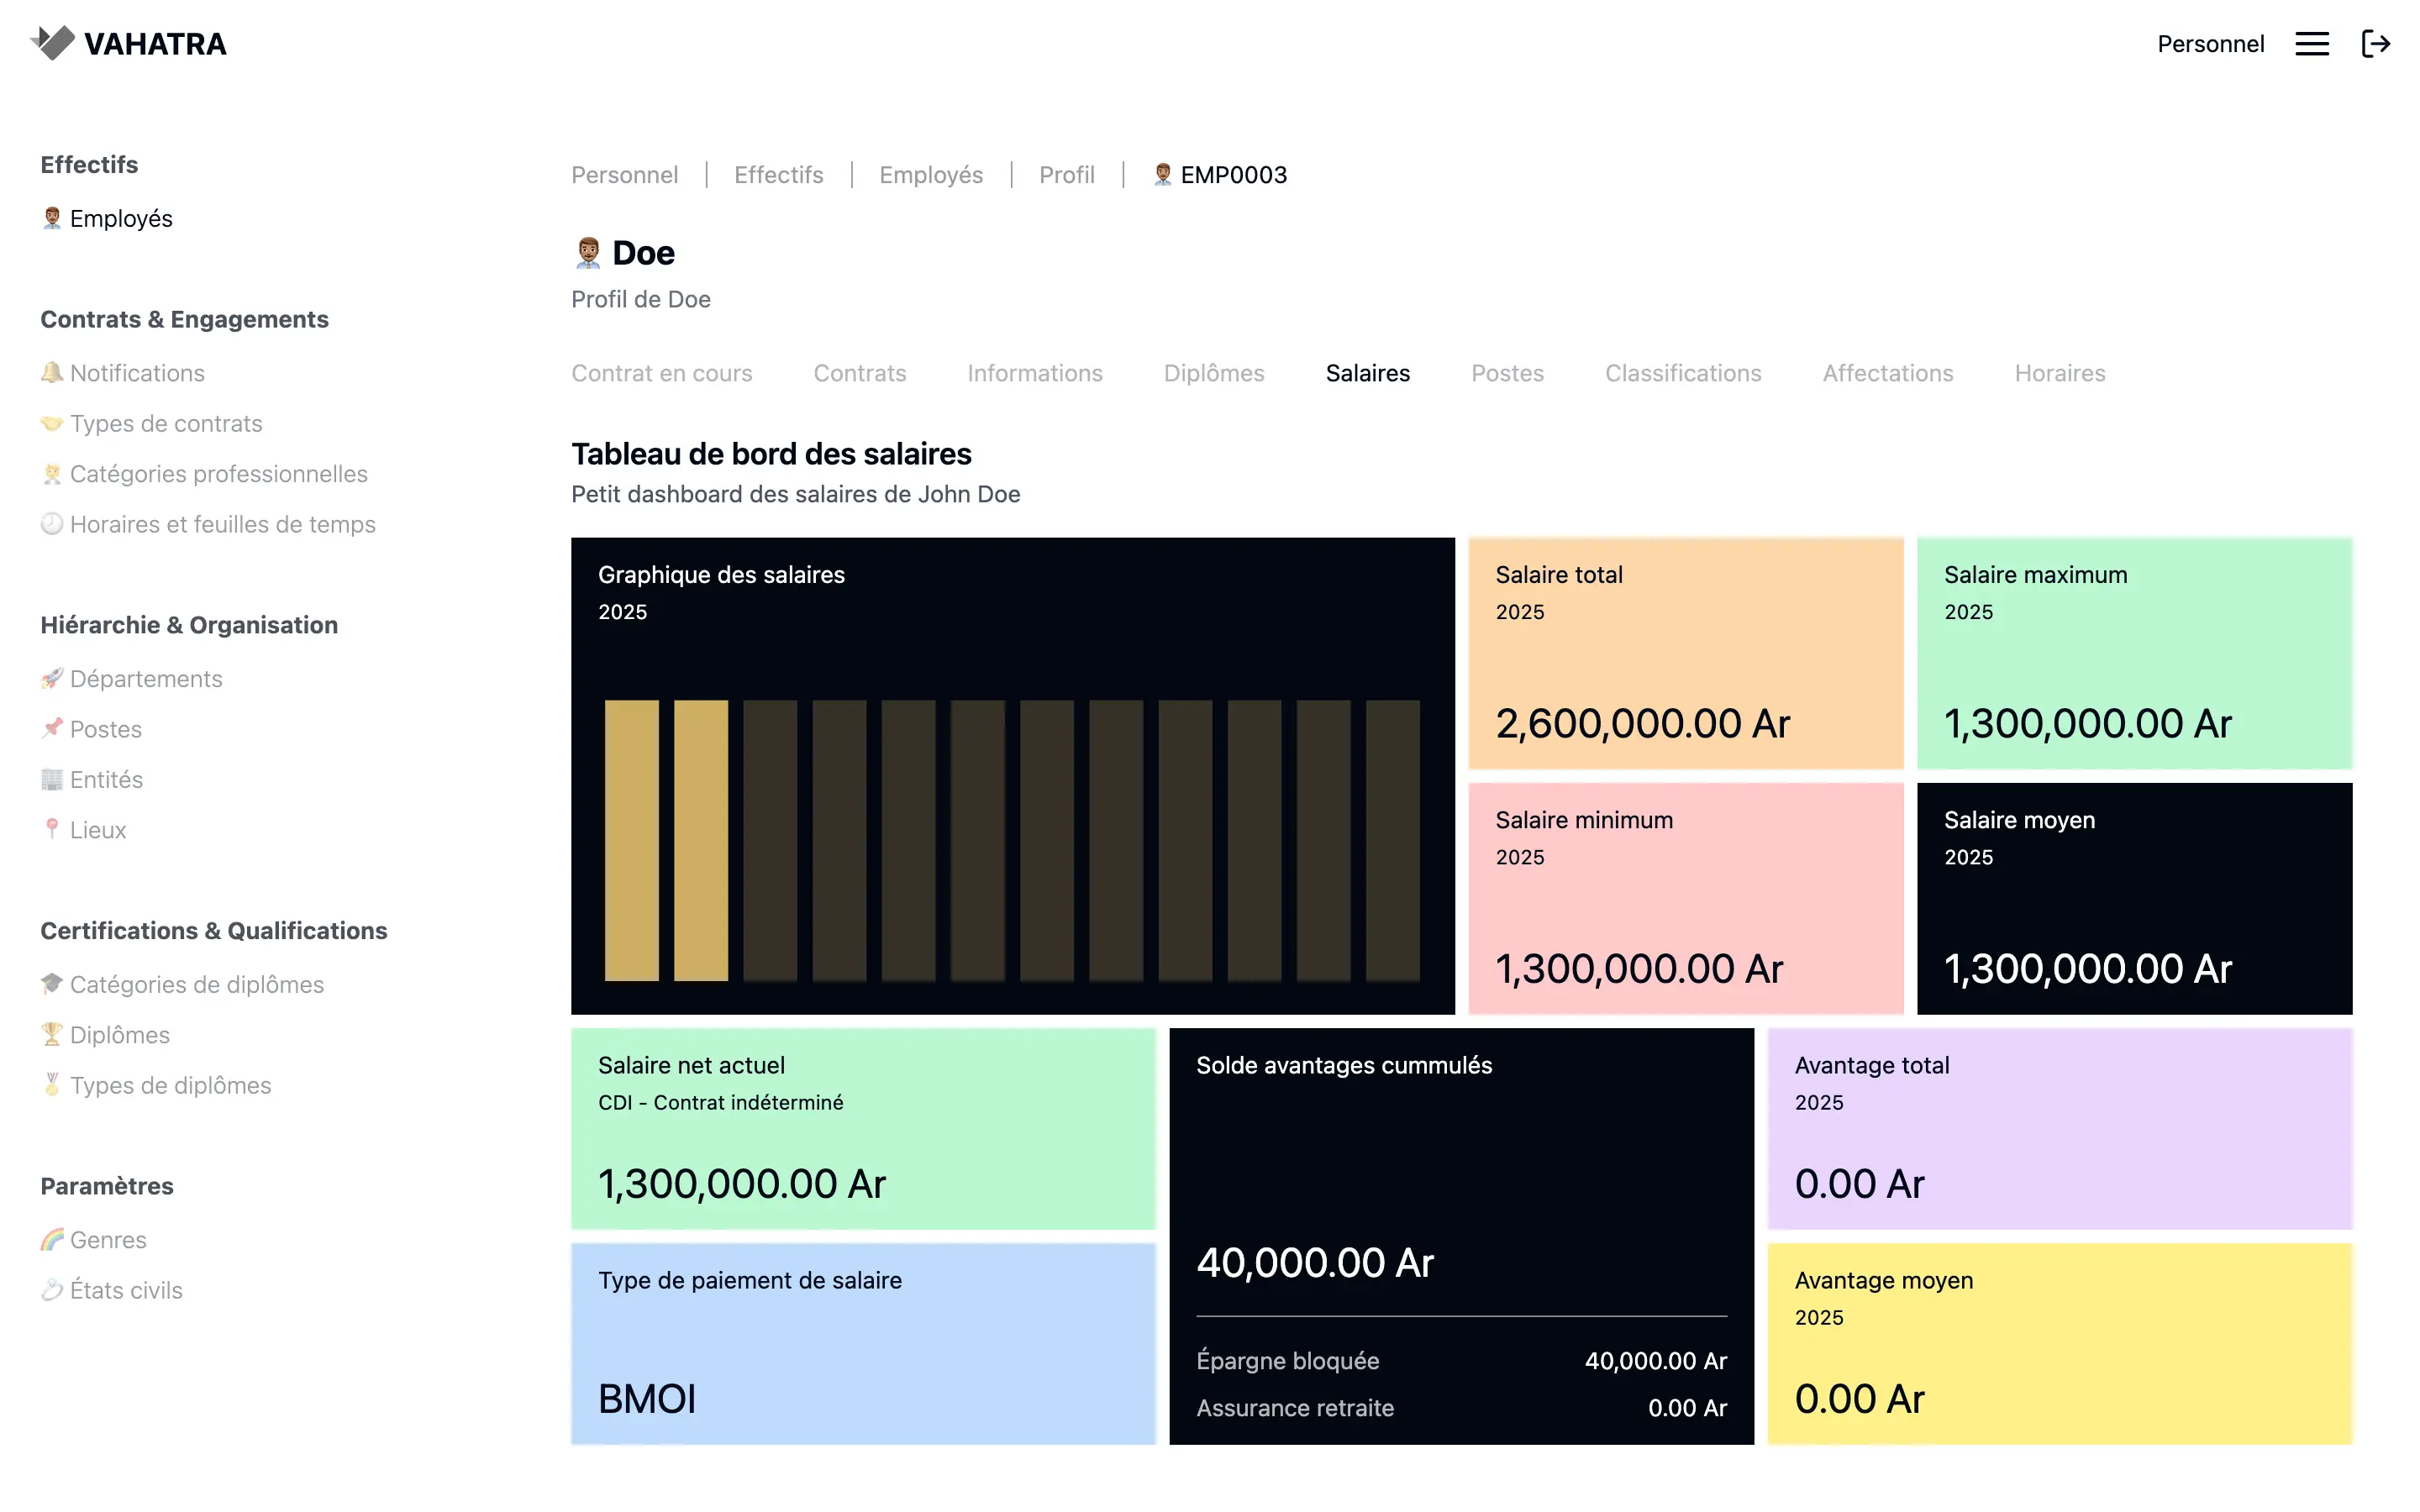 VAHATRA
Personnel
Effectifs
Employés
Contrats & Engagements
Notifications
Types de contrats
Catégories professionnelles
Horaires et feuilles de temps
Hiérarchie & Organisation
Départements
Postes
Entités
Lieux
Certifications & Qualifications
Catégories de diplômes
Diplômes
Types de diplômes
Paramètres
Genres
États civils
Personnel | Effectifs | Employés | Profil | EMP0003
Doe
Profil de Doe
Contrat en cours Contrats Informations Diplômes Salaires Postes Classifications Affectations Horaires
Tableau de bord des salaires
Petit dashboard des salaires de John Doe
Graphique des salaires
2025
Salaire total
2025
2,600,000.00 Ar
Salaire maximum
2025
1,300,000.00 Ar
Salaire minimum
2025
1,300,000.00 Ar
Salaire moyen
2025
1,300,000.00 Ar
Salaire net actuel
CDI - Contrat indéterminé
1,300,000.00 Ar
Type de paiement de salaire
BMOI
Solde avantages cummulés
40,000.00 Ar
Épargne bloquée 40,000.00 Ar
Assurance retraite 0.00 Ar
Avantage total
2025
0.00 Ar
Avantage moyen
2025
0.00 Ar